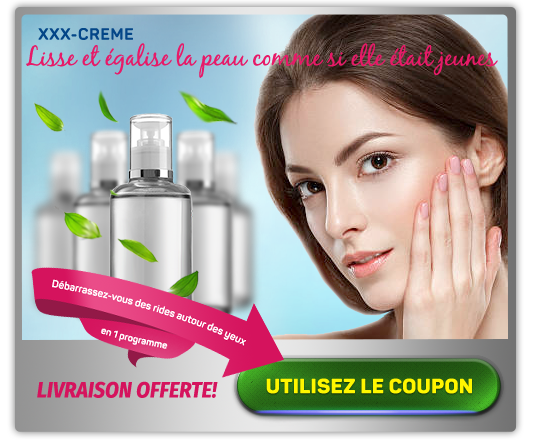 XXX-CREME
Lisse et égalise la peau comme si elle était jeunes
Débarrassez-vous des rides autour des yeux
en 1 programme
LIVRAISON OFFERTE!
UTILISEZ LE COUPON